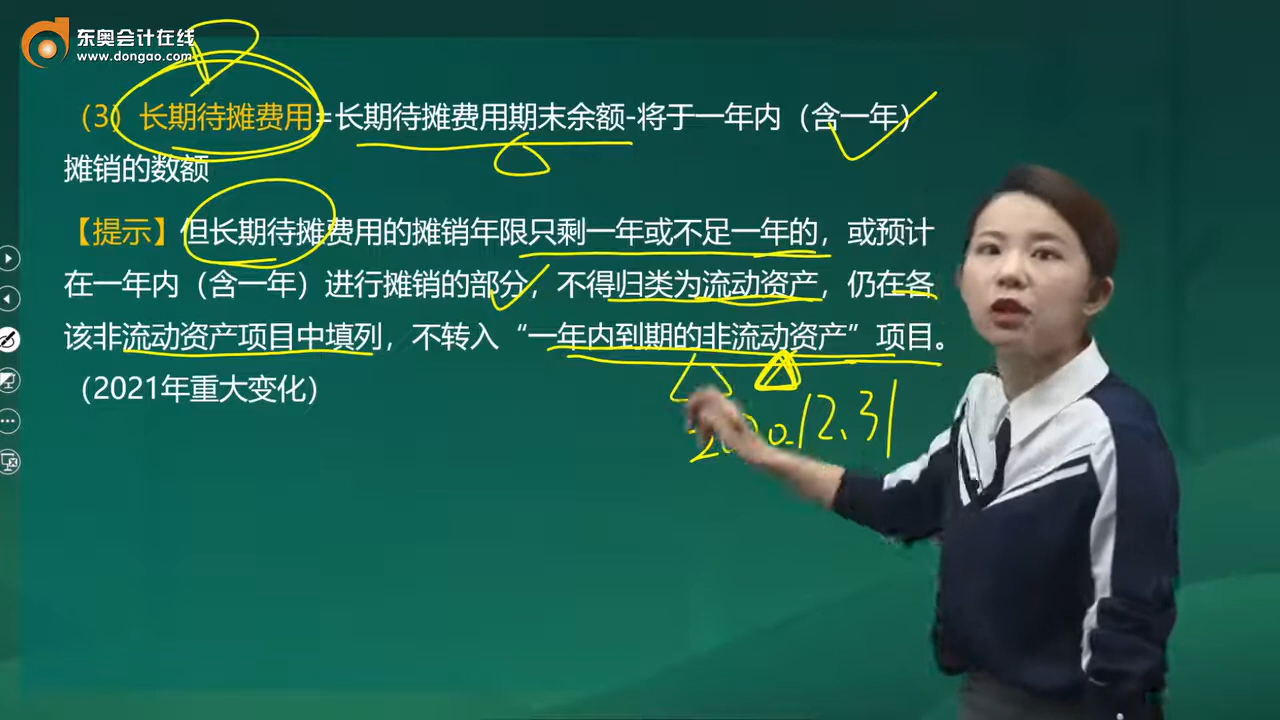 东奥会计在线
www.dongao.com
（3）长期待摊费用=长期待摊费用期末余额-将于一年内（含一年）
摊销的数额
【提示】但长期待摊费用的摊销年限只剩一年或不足一年的，或预计
在一年内（含一年）进行摊销的部分，不得归类为流动资产，仍在各
该非流动资产项目中填列，不转入“一年内到期的非流动资产”项目。
（2021年重大变化）
12.31